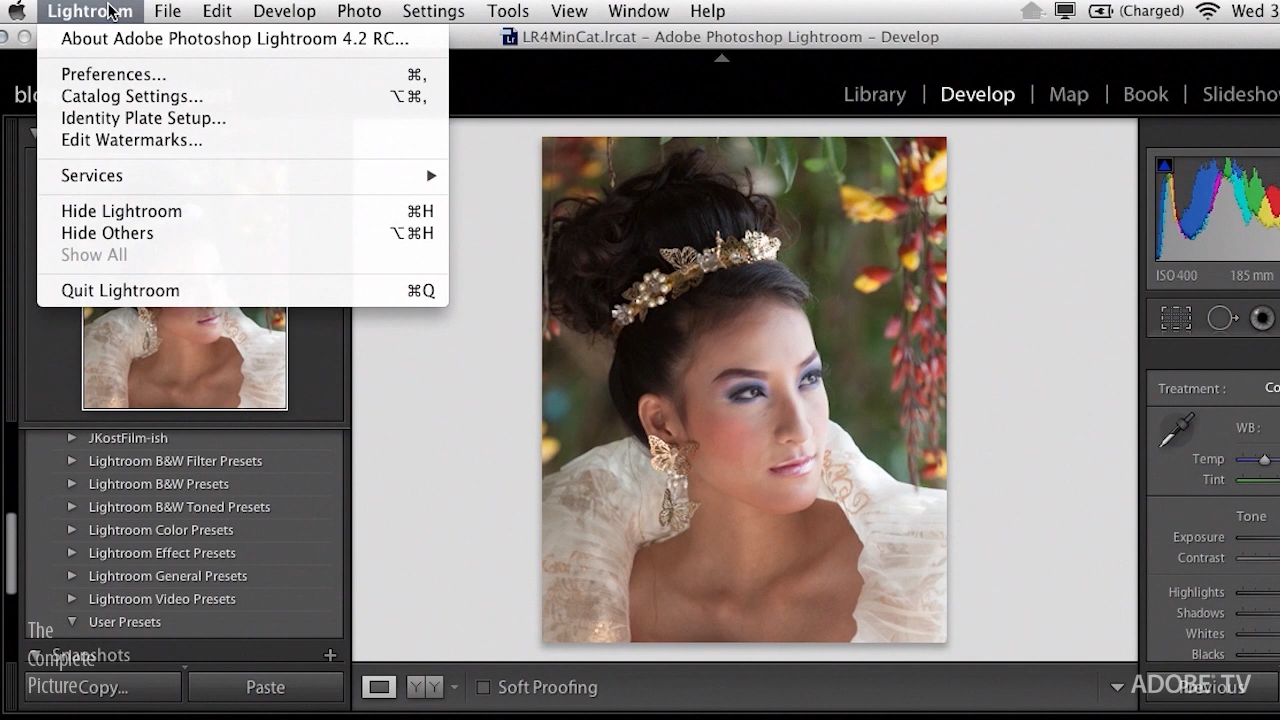 Lightroom File Edit Develop Photo Settings Tools View Window Help (Charged) Wed 3
About Adobe Photoshop Lightroom 4.2 RC...
LR4MinCat.lrcat – Adobe Photoshop Lightroom – Develop
Preferences... ⌘,
Catalog Settings... ⌥⌘,
Identity Plate Setup...
Edit Watermarks...
Services ▶
Hide Lightroom ⌘H
Hide Others ⌥⌘H
Show All
Quit Lightroom ⌘Q
Library | Develop | Map | Book | Slidesho
ISO 400 185 mm
Treatment : Co
WB :
Temp
Tint
Tone
Exposure
Contrast
Highlights
Shadows
Whites
Blacks
JKostFilm-ish
Lightroom B&W Filter Presets
Lightroom B&W Presets
Lightroom B&W Toned Presets
Lightroom Color Presets
Lightroom Effect Presets
Lightroom General Presets
Lightroom Video Presets
User Presets
Snapshots +
The
Complete
Picture
Copy... Paste
YY Soft Proofing
Previous
ADOBE TV